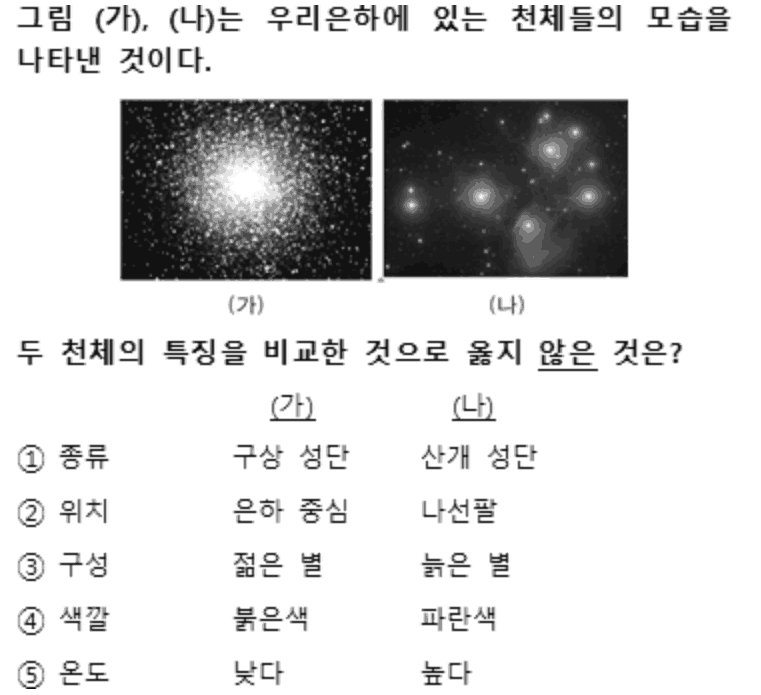 그림 (가), (나)는 우리은하에 있는 천체들의 모습을
나타낸 것이다.
(가) (나)
두 천체의 특징을 비교한 것으로 옳지 않은 것은?
(가) (나)
① 종류 구상 성단 산개 성단
② 위치 은하 중심 나선팔
③ 구성 젊은 별 늙은 별
④ 색깔 붉은색 파란색
⑤ 온도 낮다 높다